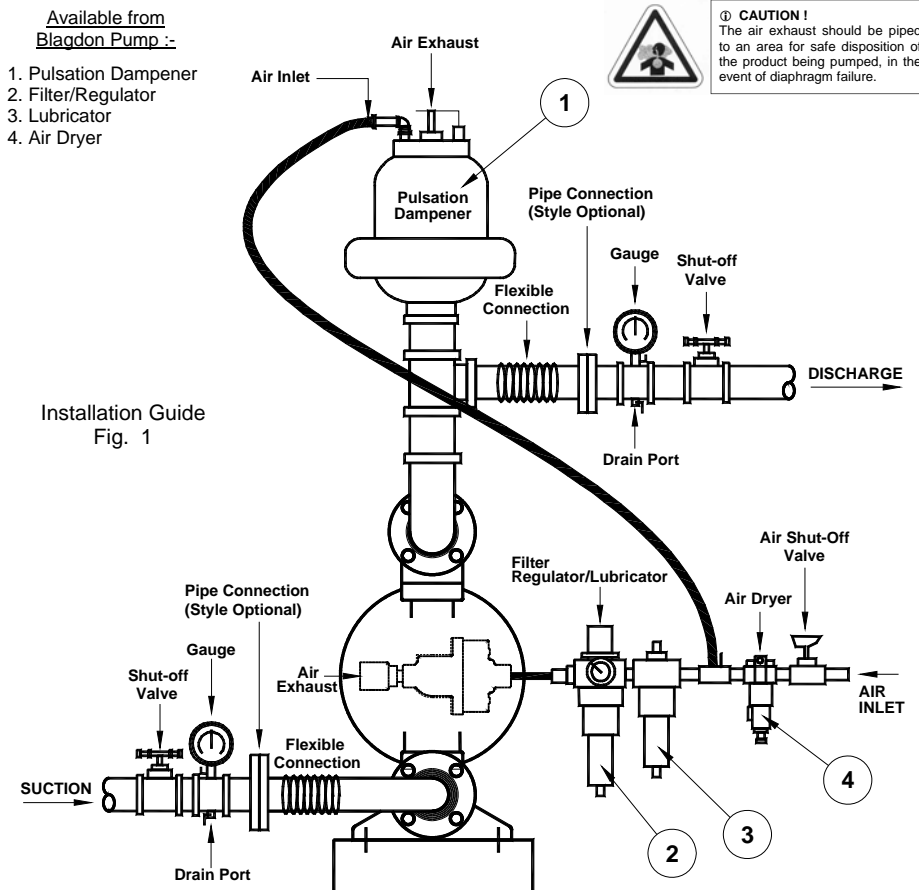 Available from
Blagdon Pump :-
1. Pulsation Dampener
2. Filter/Regulator
3. Lubricator
4. Air Dryer
Air Exhaust
Air Inlet
1
ⓘ CAUTION !
The air exhaust should be piped
to an area for safe disposition of
the product being pumped, in the
event of diaphragm failure.
Pulsation
Dampener
Pipe Connection
(Style Optional)
Gauge
Shut-off
Valve
Flexible
Connection
DISCHARGE
Drain Port
Installation Guide
Fig. 1
Filter
Regulator/Lubricator
Air Shut-Off
Valve
Air Dryer
Pipe Connection
(Style Optional)
Gauge
Shut-off
Valve
Air
Exhaust
AIR
INLET
Flexible
Connection
SUCTION
Drain Port
2
3
4